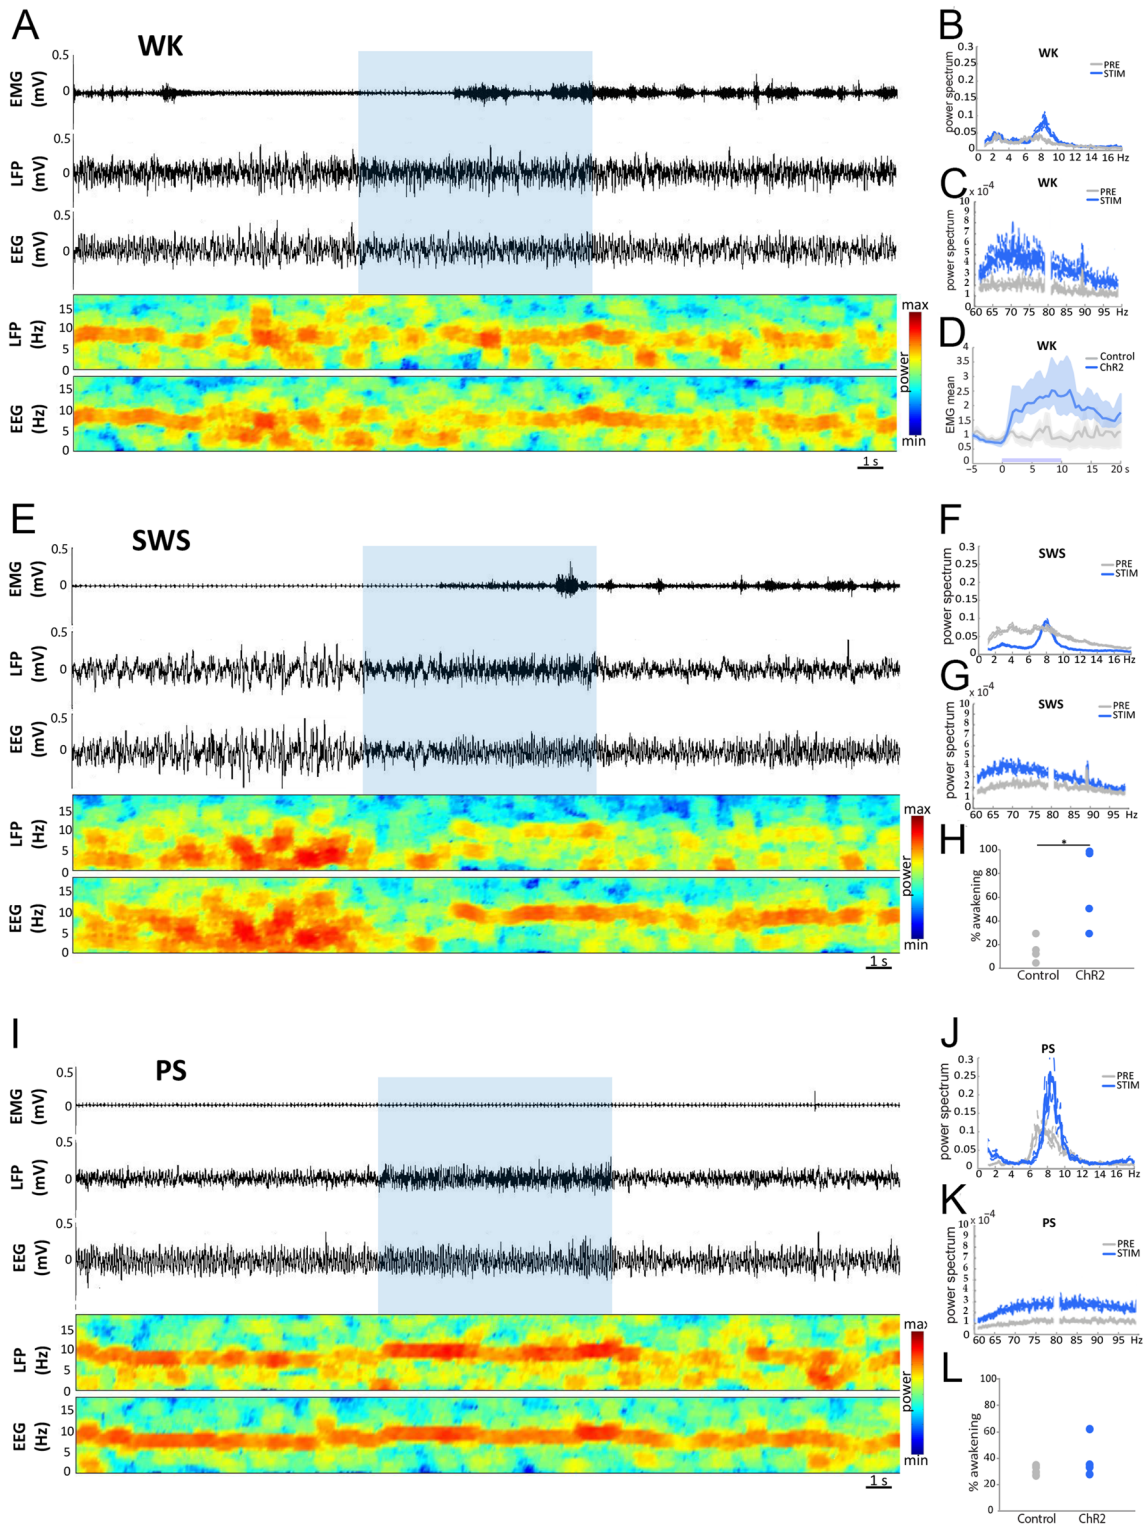 A
WK
0.5
0
EMG
(mV)
0.5
0
LFP
(mV)
0.5
0
EEG
(mV)
15
10
5
0
LFP
(Hz)
15
10
5
0
EEG
(Hz)
max
power
min
1 s
B
WK
PRE
STIM
power spectrum
0.3
0.25
0.2
0.15
0.1
0.05
0
0 2 4 6 8 10 12 14 16 Hz
C
x 10⁻⁴
WK
PRE
STIM
power spectrum
10
9
8
7
6
5
4
3
2
1
0
60 65 70 75 80 85 90 95 Hz
D
WK
Control
ChR2
EMG mean
4
3.5
3
2.5
2
1.5
1
0.5
0
−5 0 5 10 15 20 s
E
SWS
0.5
0
EMG
(mV)
0.5
0
LFP
(mV)
0.5
0
EEG
(mV)
15
10
5
0
LFP
(Hz)
15
10
5
0
EEG
(Hz)
max
power
min
1 s
F
SWS
PRE
STIM
power spectrum
0.3
0.25
0.2
0.15
0.1
0.05
0
0 2 4 6 8 10 12 14 16 Hz
G
x 10⁻⁴
SWS
PRE
STIM
power spectrum
10
9
8
7
6
5
4
3
2
1
0
60 65 70 75 80 85 90 95 Hz
H
*
% awakening
100
80
60
40
20
0
Control ChR2
I
PS
0.5
0
EMG
(mV)
0.5
0
LFP
(mV)
0.5
0
EEG
(mV)
15
10
5
0
LFP
(Hz)
15
10
5
0
EEG
(Hz)
max
power
min
1 s
J
PS
PRE
STIM
power spectrum
0.3
0.25
0.2
0.15
0.1
0.05
0
0 2 4 6 8 10 12 14 16 Hz
K
x 10⁻⁴
PS
PRE
STIM
power spectrum
10
9
8
7
6
5
4
3
2
1
0
60 65 70 75 80 85 90 95 Hz
L
% awakening
100
80
60
40
20
0
Control ChR2